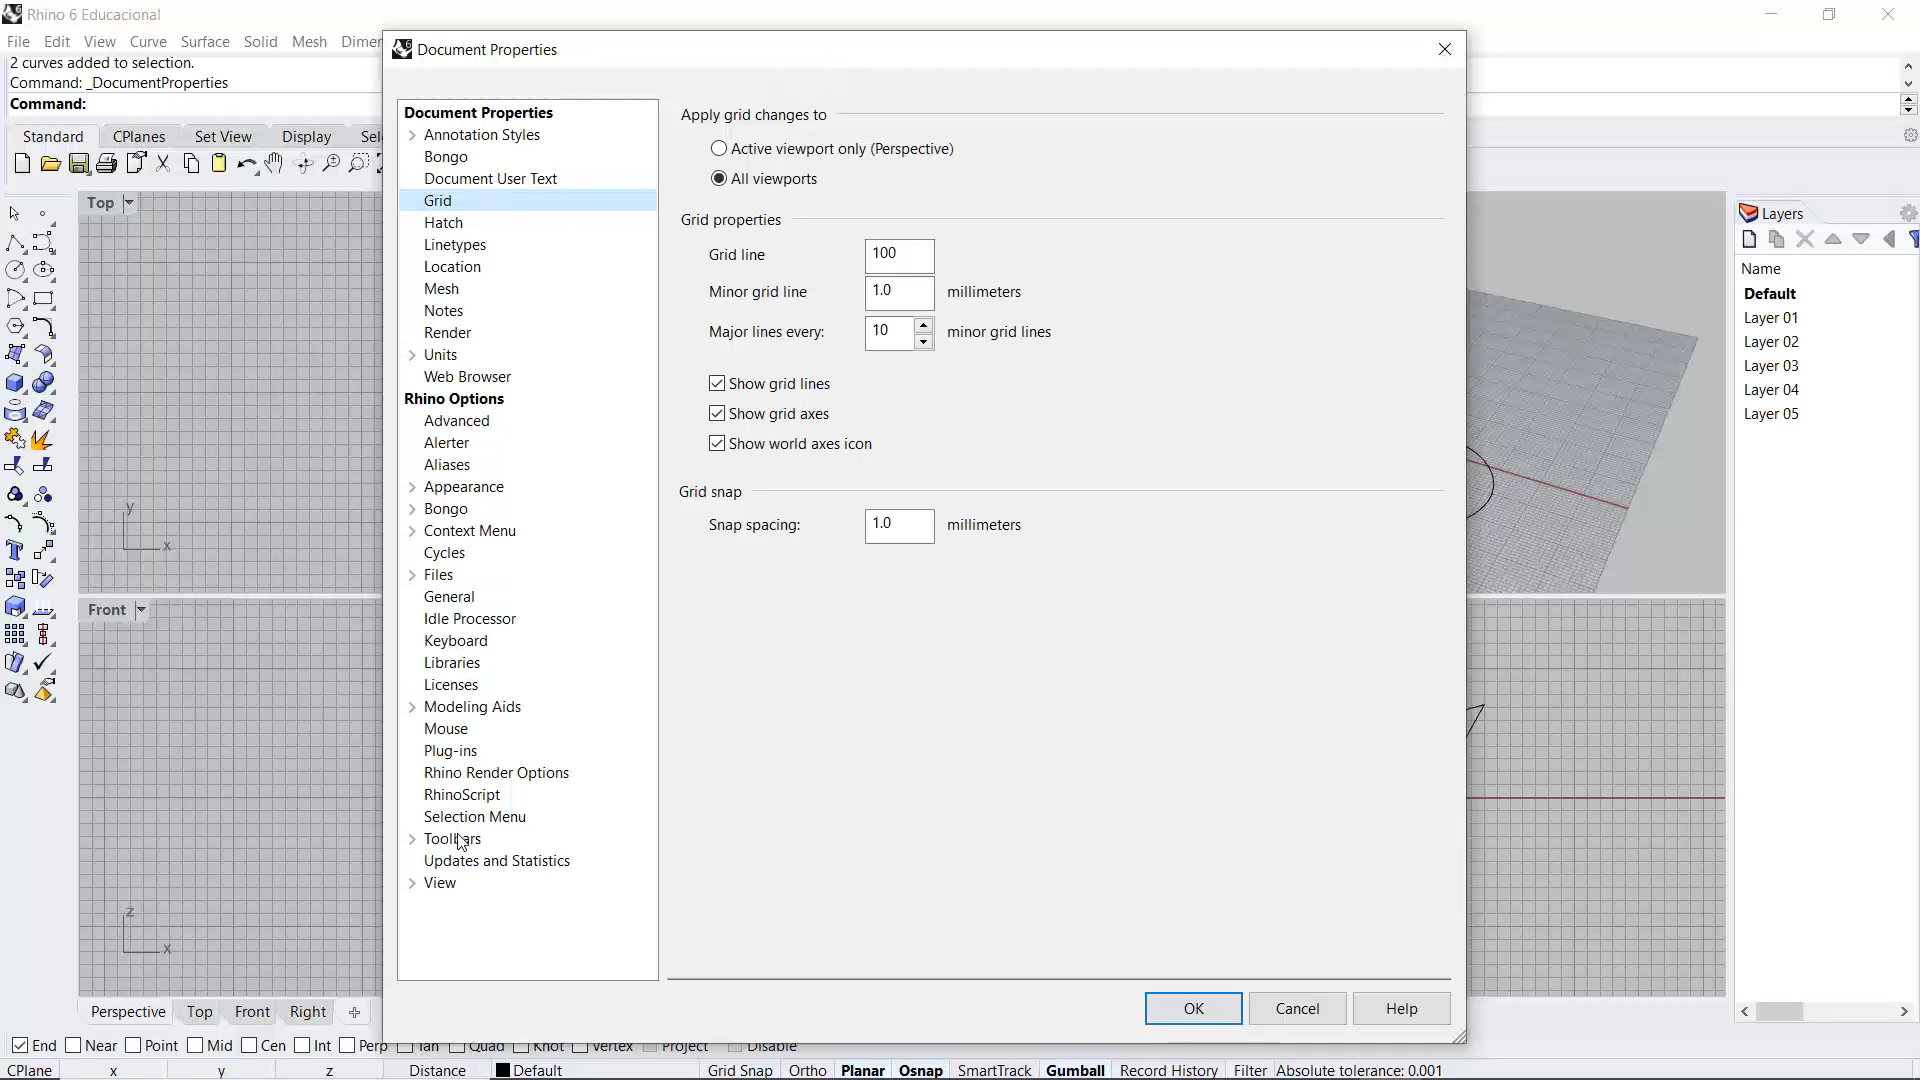 Rhino 6 Educacional
File Edit View Curve Surface Solid Mesh Dimen
2 curves added to selection.
Command: _DocumentProperties
Command:
Standard CPlanes Set View Display Sel
Top
y
x
Front
z
x
Perspective Top Front Right
Document Properties
Document Properties
Annotation Styles
Bongo
Document User Text
Grid
Hatch
Linetypes
Location
Mesh
Notes
Render
Units
Web Browser
Rhino Options
Advanced
Alerter
Aliases
Appearance
Bongo
Context Menu
Cycles
Files
General
Idle Processor
Keyboard
Libraries
Licenses
Modeling Aids
Mouse
Plug-ins
Rhino Render Options
RhinoScript
Selection Menu
Toolbars
Updates and Statistics
View
Apply grid changes to
Active viewport only (Perspective)
All viewports
Grid properties
Grid line 100
Minor grid line 1.0 millimeters
Major lines every: 10 minor grid lines
Show grid lines
Show grid axes
Show world axes icon
Grid snap
Snap spacing: 1.0 millimeters
OK Cancel Help
Layers
Name
Default
Layer 01
Layer 02
Layer 03
Layer 04
Layer 05
End Near Point Mid Cen Int Perp Tan Quad Knot Vertex Project Disable
CPlane x y z Distance Default Grid Snap Ortho Planar Osnap SmartTrack Gumball Record History Filter Absolute tolerance: 0.001